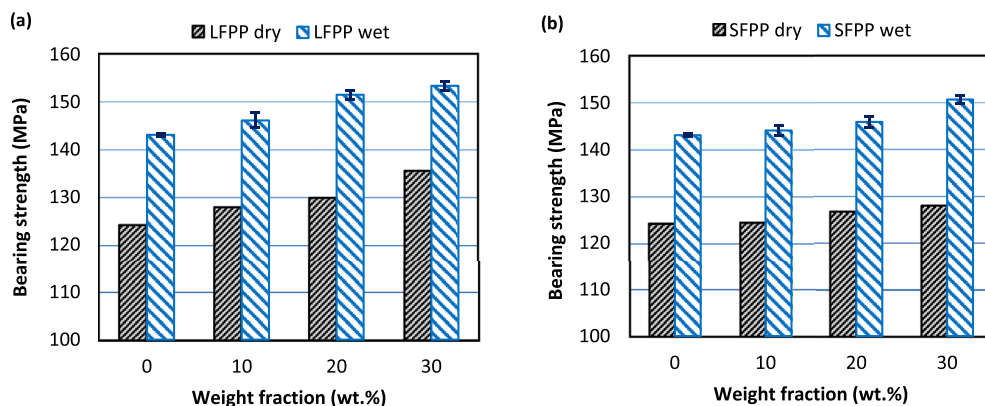 (a)
LFPP dry LFPP wet
Bearing strength (MPa)
160
150
140
130
120
110
100
0 10 20 30
Weight fraction (wt.%)
(b)
SFPP dry SFPP wet
Bearing strength (MPa)
160
150
140
130
120
110
100
0 10 20 30
Weight fraction (wt.%)